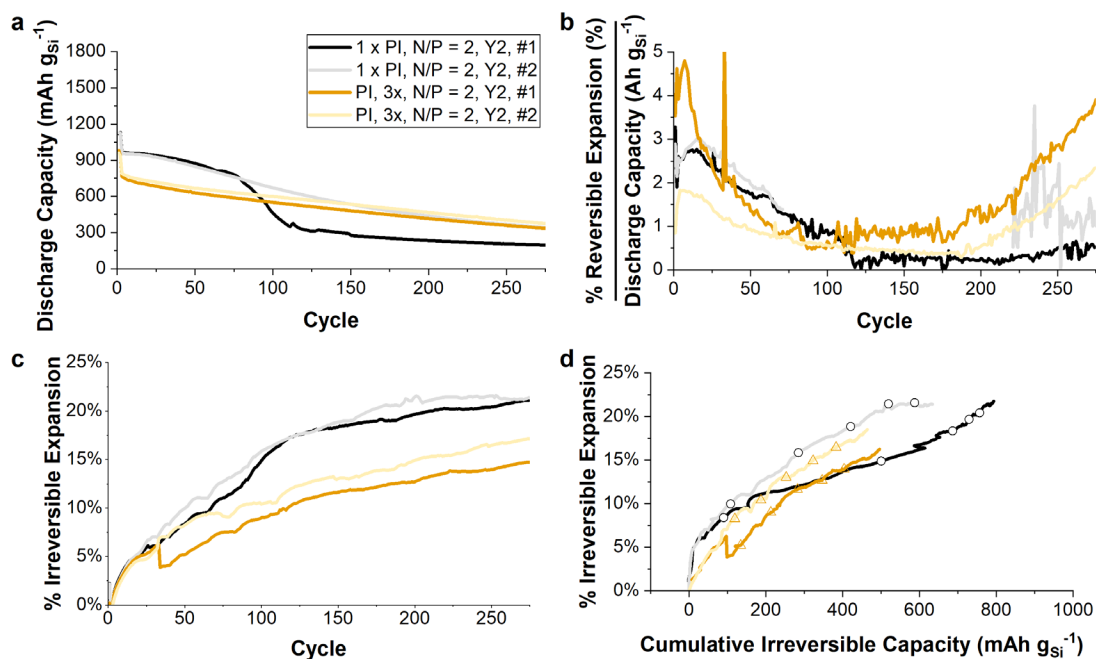 a
Discharge Capacity (mAh gSi⁻¹)
1800
1500
1200
900
600
300
0
0 50 100 150 200 250
Cycle
1 x PI, N/P = 2, Y2, #1
1 x PI, N/P = 2, Y2, #2
PI, 3x, N/P = 2, Y2, #1
PI, 3x, N/P = 2, Y2, #2
b
% Reversible Expansion (%)
Discharge Capacity (Ah gSi⁻¹)
5
4
3
2
1
0
0 50 100 150 200 250
Cycle
c
% Irreversible Expansion
25%
20%
15%
10%
5%
0%
0 50 100 150 200 250
Cycle
d
% Irreversible Expansion
25%
20%
15%
10%
5%
0%
0 200 400 600 800 1000
Cumulative Irreversible Capacity (mAh gSi⁻¹)